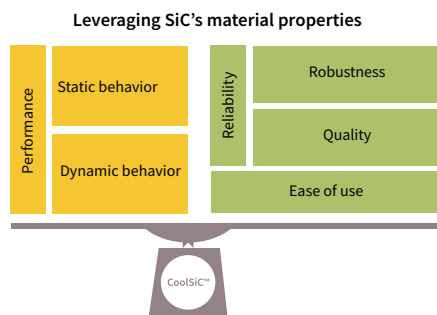 Leveraging SiC's material properties
Performance
Static behavior
Dynamic behavior
Reliability
Robustness
Quality
Ease of use
CoolSiC™